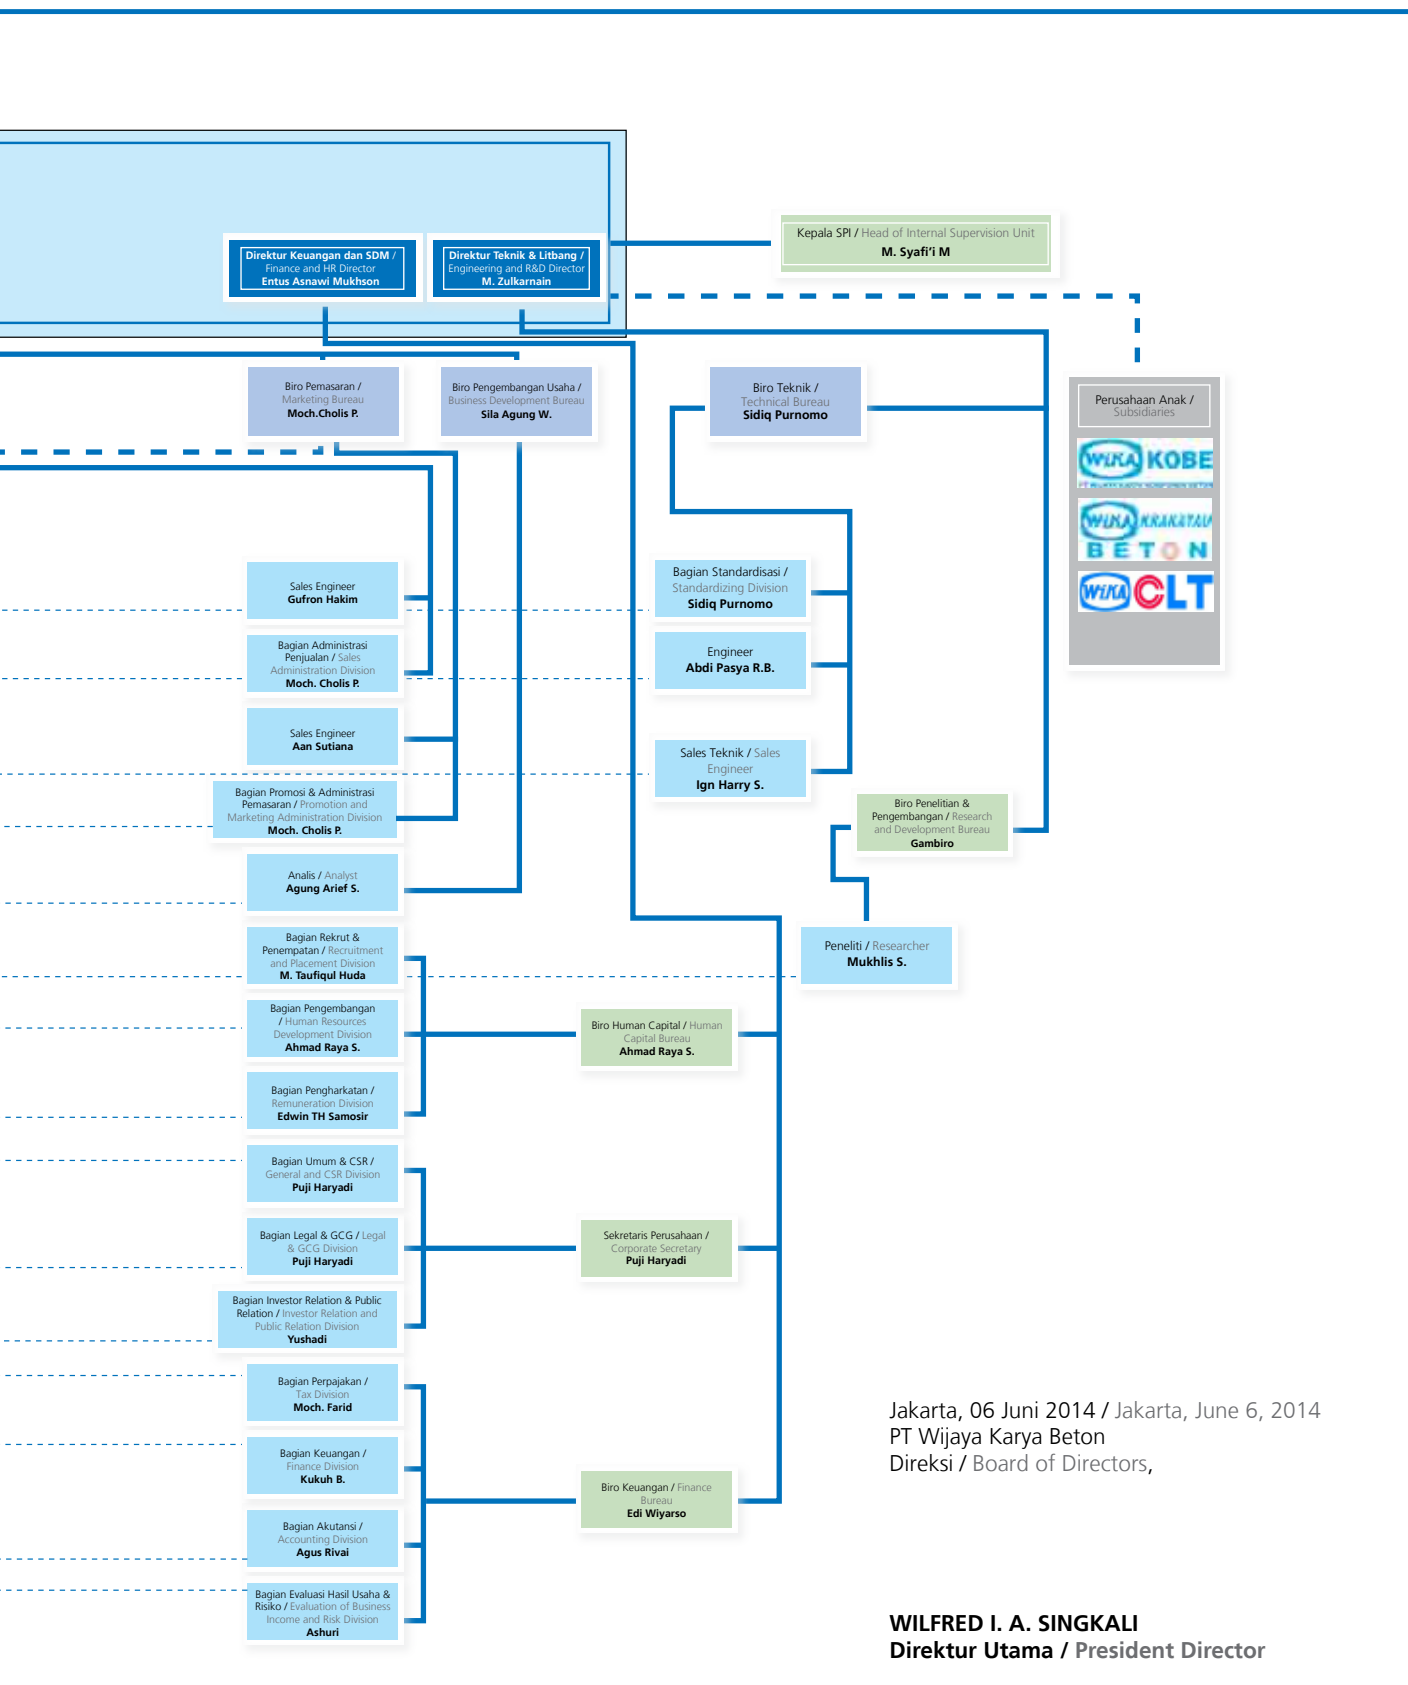 Kepala SPI / Head of Internal Supervision Unit
M. Syafi’i M
Direktur Keuangan dan SDM /
Finance and HR Director
Entus Asnawi Mukhson
Direktur Teknik & Litbang /
Engineering and R&D Director
M. Zulkarnain
Biro Pemasaran /
Marketing Bureau
Moch.Cholis P.
Biro Pengembangan Usaha /
Business Development Bureau
Sila Agung W.
Biro Teknik /
Technical Bureau
Sidiq Purnomo
Perusahaan Anak /
Subsidiaries
WIKA KOBE
WIKA KRAKATAU
BETON
WIKA CLT
Sales Engineer
Gufron Hakim
Bagian Administrasi
Penjualan / Sales
Administration Division
Moch. Cholis P.
Sales Engineer
Aan Sutiana
Bagian Promosi & Administrasi
Pemasaran / Promotion and
Marketing Administration Division
Moch. Cholis P.
Analis / Analyst
Agung Arief S.
Bagian Standardisasi /
Standardizing Division
Sidiq Purnomo
Engineer
Abdi Pasya R.B.
Sales Teknik / Sales
Engineer
Ign Harry S.
Biro Penelitian &
Pengembangan / Research
and Development Bureau
Gambiro
Peneliti / Researcher
Mukhlis S.
Bagian Rekrut &
Penempatan / Recruitment
and Placement Division
M. Taufiqul Huda
Bagian Pengembangan
/ Human Resources
Development Division
Ahmad Raya S.
Bagian Pengharkatan /
Remuneration Division
Edwin TH Samosir
Biro Human Capital / Human
Capital Bureau
Ahmad Raya S.
Bagian Umum & CSR /
General and CSR Division
Puji Haryadi
Bagian Legal & GCG / Legal
& GCG Division
Puji Haryadi
Bagian Investor Relation & Public
Relation / Investor Relation and
Public Relation Division
Yushadi
Sekretaris Perusahaan /
Corporate Secretary
Puji Haryadi
Bagian Perpajakan /
Tax Division
Moch. Farid
Bagian Keuangan /
Finance Division
Kukuh B.
Bagian Akutansi /
Accounting Division
Agus Rivai
Bagian Evaluasi Hasil Usaha &
Risiko / Evaluation of Business
Income and Risk Division
Ashuri
Biro Keuangan / Finance
Bureau
Edi Wiyarso
Jakarta, 06 Juni 2014 / Jakarta, June 6, 2014
PT Wijaya Karya Beton
Direksi / Board of Directors,
WILFRED I. A. SINGKALI
Direktur Utama / President Director